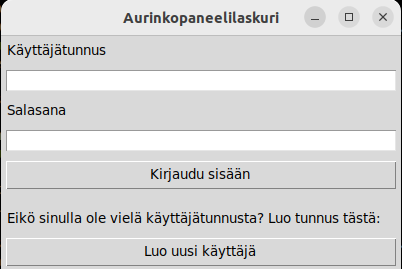 Aurinkopaneelilaskuri
Käyttäjätunnus
Salasana
Kirjaudu sisään
Eikö sinulla ole vielä käyttäjätunnusta? Luo tunnus tästä:
Luo uusi käyttäjä